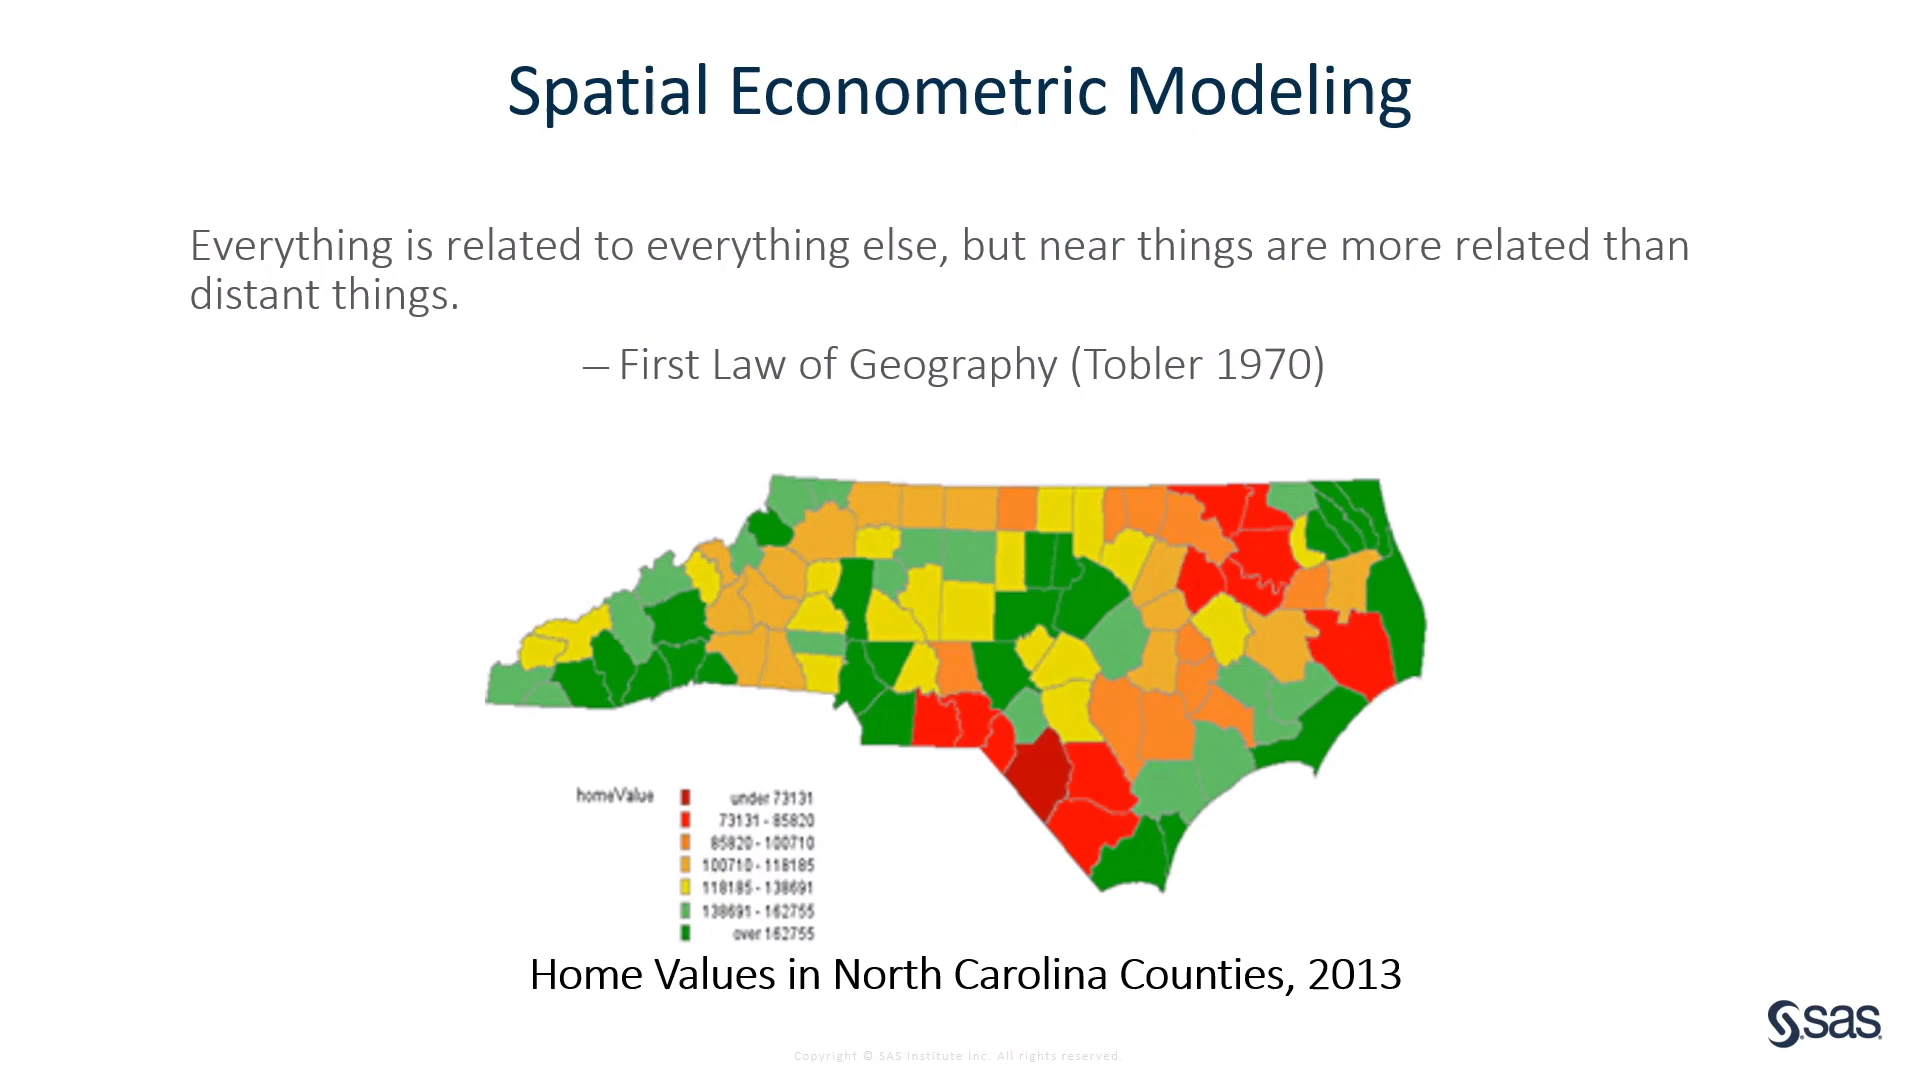 Spatial Econometric Modeling
Everything is related to everything else, but near things are more related than
distant things.
– First Law of Geography (Tobler 1970)
homeValue
under 73131
73131 - 85820
85820 - 100710
100710 - 118185
118185 - 138691
138691 - 162755
over 162755
Home Values in North Carolina Counties, 2013
sas
Copyright © SAS Institute Inc. All rights reserved.